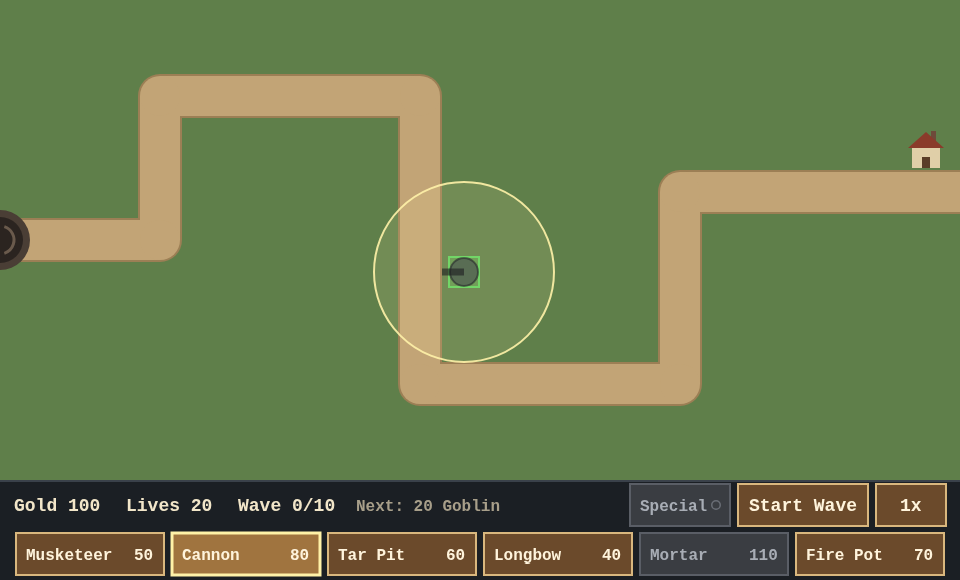 Gold 100 Lives 20 Wave 0/10 Next: 20 Goblin Special Start Wave 1x
Musketeer 50 Cannon 80 Tar Pit 60 Longbow 40 Mortar 110 Fire Pot 70